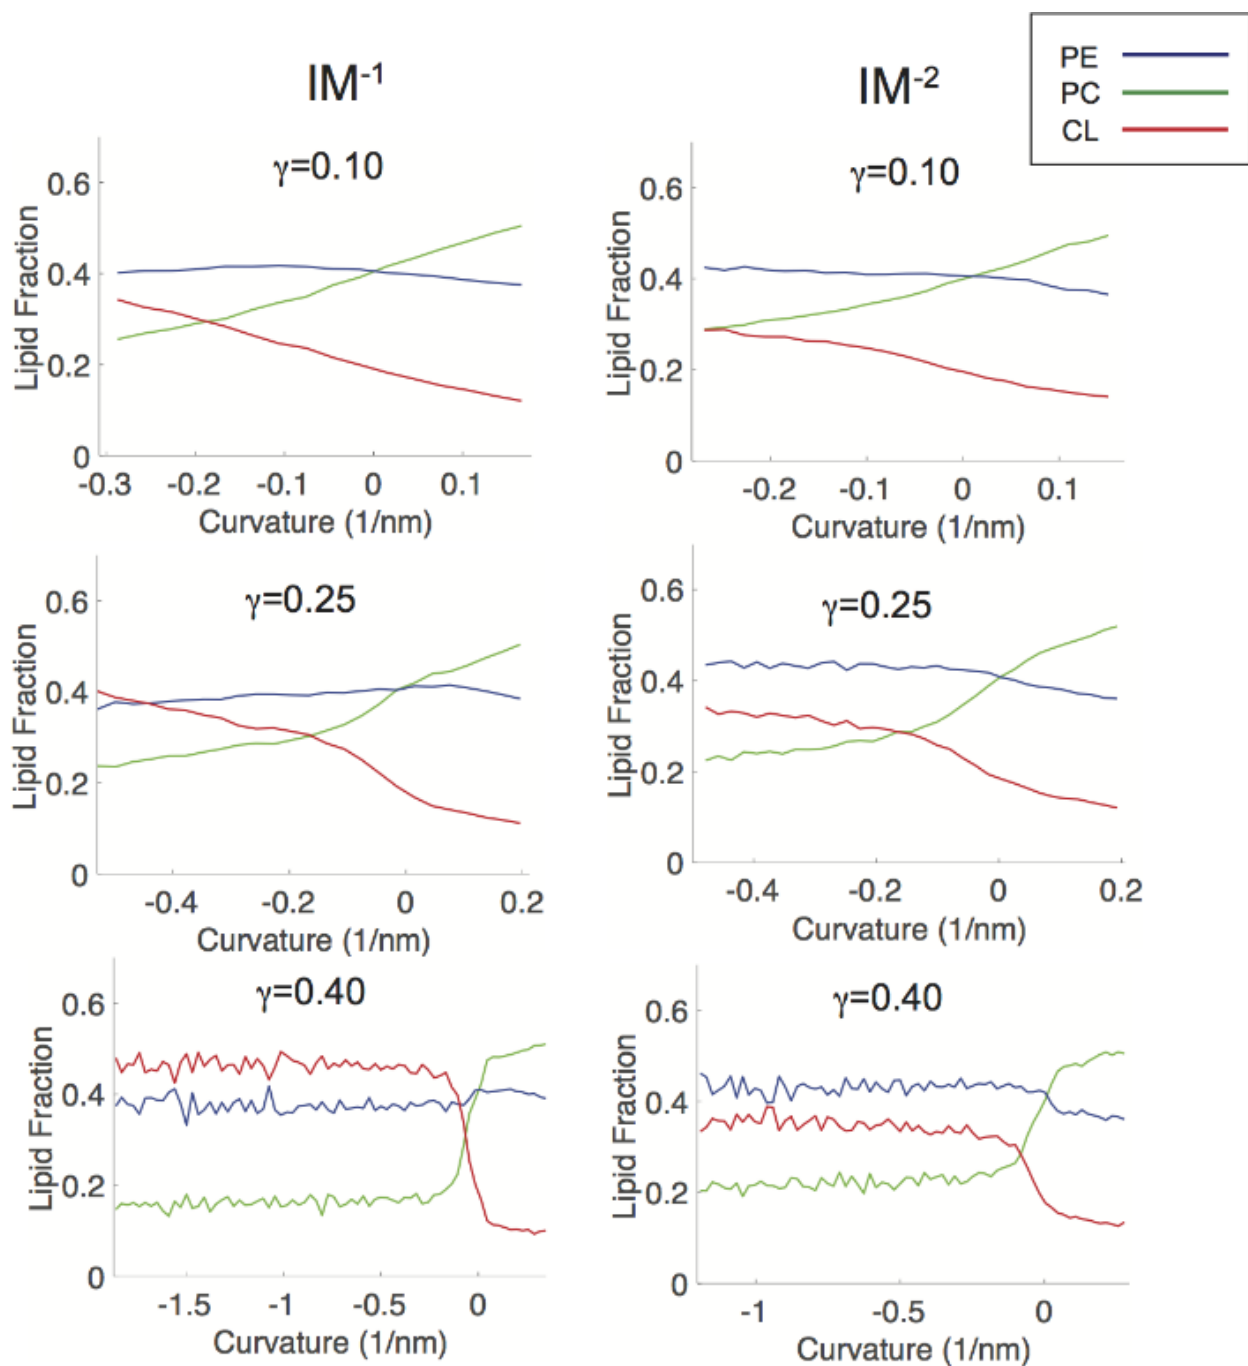 PE
PC
CL
IM-1
IM-2
γ=0.10
0.6
0.4
0.2
0
Lipid Fraction
-0.3 -0.2 -0.1 0 0.1
Curvature (1/nm)
γ=0.10
0.6
0.4
0.2
0
Lipid Fraction
-0.2 -0.1 0 0.1
Curvature (1/nm)
γ=0.25
0.6
0.4
0.2
0
Lipid Fraction
-0.4 -0.2 0 0.2
Curvature (1/nm)
γ=0.25
0.6
0.4
0.2
0
Lipid Fraction
-0.4 -0.2 0 0.2
Curvature (1/nm)
γ=0.40
0.6
0.4
0.2
0
Lipid Fraction
-1.5 -1 -0.5 0
Curvature (1/nm)
γ=0.40
0.6
0.4
0.2
0
Lipid Fraction
-1 -0.5 0
Curvature (1/nm)